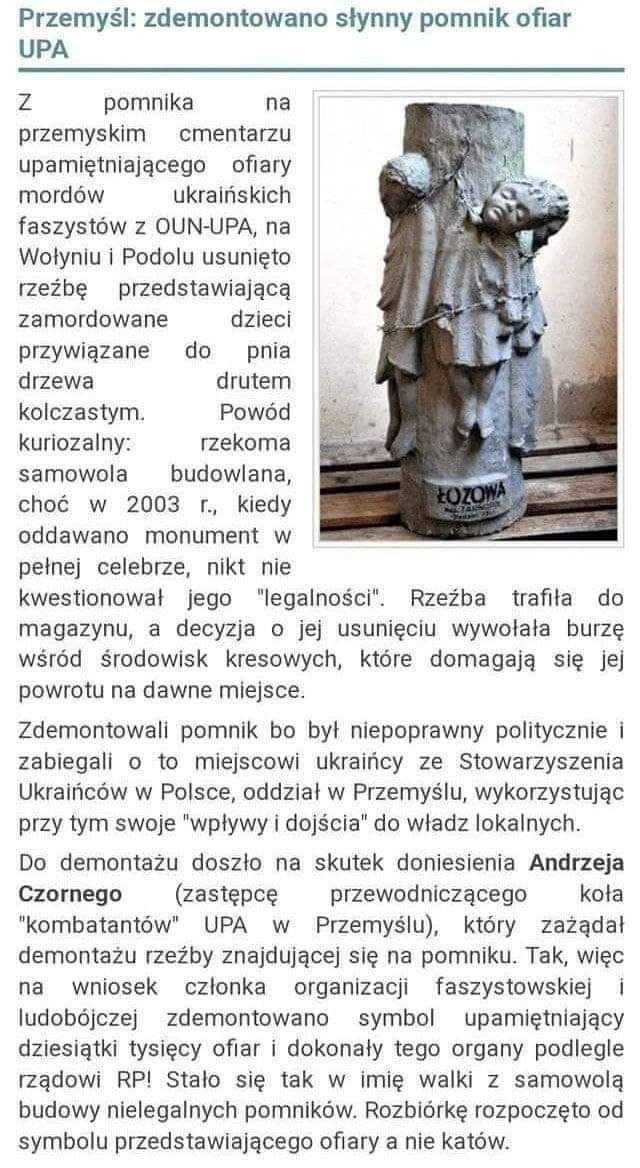 Przemyśl: zdemontowano słynny pomnik ofiar
UPA
Z pomnika na
przemyskim cmentarzu
upamiętniającego ofiary
mordów ukraińskich
faszystów z OUN-UPA, na
Wołyniu i Podolu usunięto
rzeźbę przedstawiającą
zamordowane dzieci
przywiązane do pnia
drzewa drutem
kolczastym. Powód
kuriozalny: rzekoma
samowola budowlana,
choć w 2003 r., kiedy
oddawano monument w
pełnej celebrze, nikt nie
kwestionował jego "legalności". Rzeźba trafiła do
magazynu, a decyzja o jej usunięciu wywołała burzę
wśród środowisk kresowych, które domagają się jej
powrotu na dawne miejsce.
Zdemontowali pomnik bo był niepoprawny politycznie i
zabiegali o to miejscowi ukraińcy ze Stowarzyszenia
Ukraińców w Polsce, oddział w Przemyślu, wykorzystując
przy tym swoje "wpływy i dojścia" do władz lokalnych.
Do demontażu doszło na skutek doniesienia Andrzeja
Czornego (zastępcę przewodniczącego koła
"kombatantów" UPA w Przemyślu), który zażądał
demontażu rzeźby znajdującej się na pomniku. Tak, więc
na wniosek członka organizacji faszystowskiej i
ludobójczej zdemontowano symbol upamiętniający
dziesiątki tysięcy ofiar i dokonały tego organy podlegle
rządowi RP! Stało się tak w imię walki z samowolą
budowy nielegalnych pomników. Rozbiórkę rozpoczęto od
symbolu przedstawiającego ofiary a nie katów.
ŁOZOWA